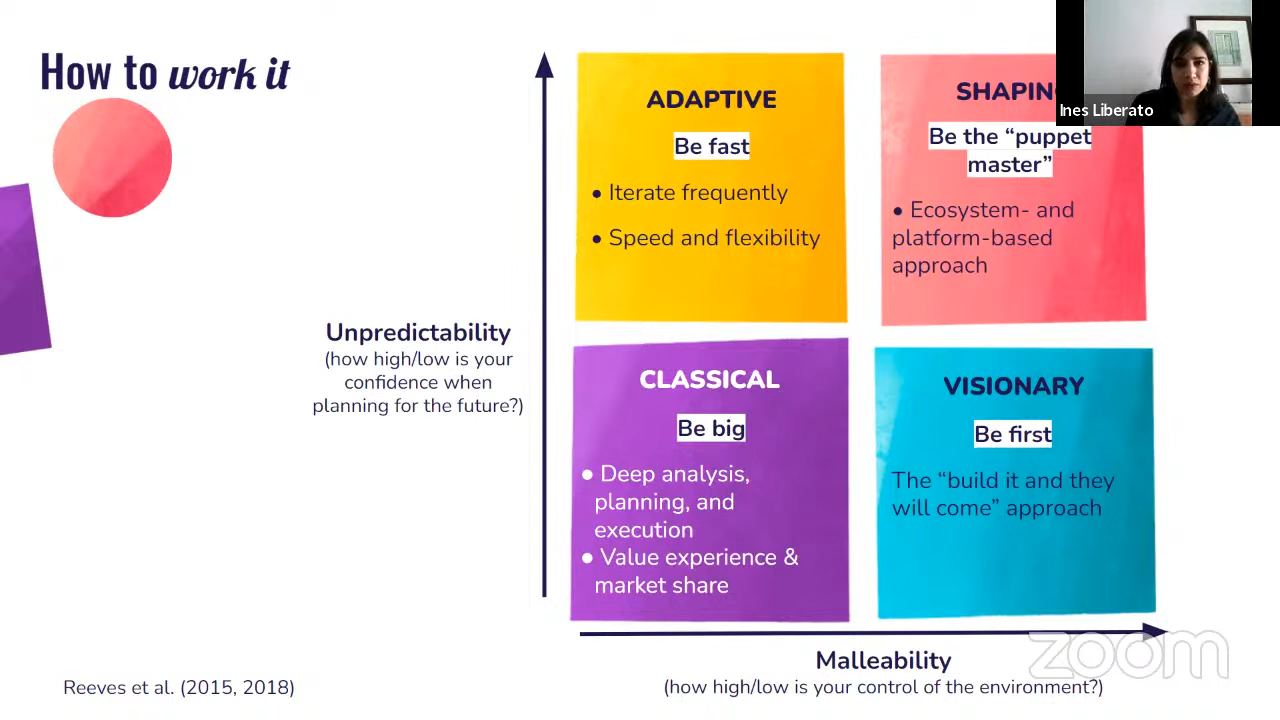 How to work it
ADAPTIVE
Be fast
• Iterate frequently
• Speed and flexibility
SHAPING
Be the “puppet
master”
• Ecosystem- and
platform-based
approach
Ines Liberato
Unpredictability
(how high/low is your
confidence when
planning for the future?)
CLASSICAL
Be big
• Deep analysis,
planning, and
execution
• Value experience &
market share
VISIONARY
Be first
The “build it and they
will come” approach
Malleability
(how high/low is your control of the environment?)
zoom
Reeves et al. (2015, 2018)